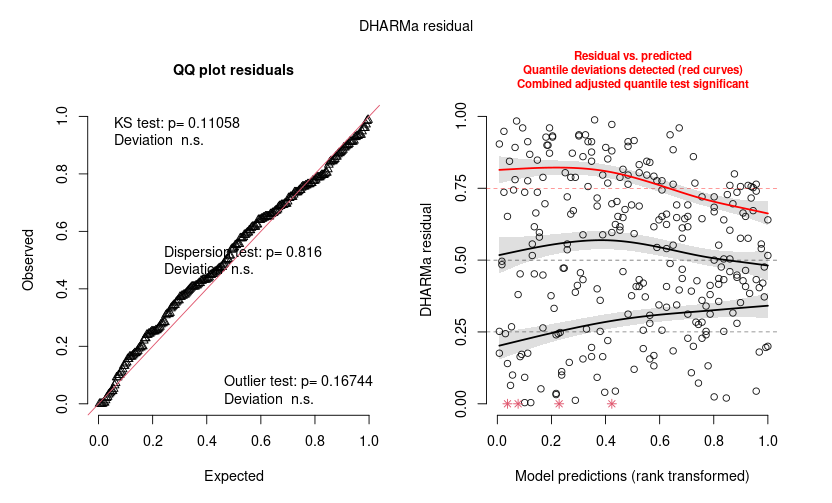 DHARMa residual
QQ plot residuals
KS test: p= 0.11058
Deviation n.s.
Dispersion test: p= 0.816
Deviation n.s.
Outlier test: p= 0.16744
Deviation n.s.
Observed
0.0
0.2
0.4
0.6
0.8
1.0
0.0
0.2
0.4
0.6
0.8
1.0
Expected
Residual vs. predicted
Quantile deviations detected (red curves)
Combined adjusted quantile test significant
DHARMa residual
0.00
0.25
0.50
0.75
1.00
0.0
0.2
0.4
0.6
0.8
1.0
Model predictions (rank transformed)